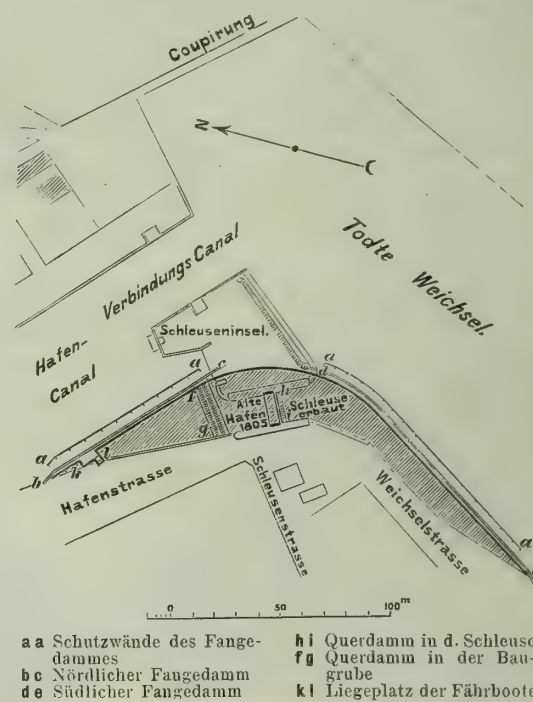 Coupirung
N
Verbindungs Canal
Todte Weichsel.
Hafen-
Canal
Schleuseninsel.
a
c
a
d
f
h
Alte Schleuse
Hafen erbaut
1805
g
a
b
k
l
Hafenstrasse
Schleusenstrasse
Weichselstrasse
a
0 50 100m
a a Schutzwände des Fange-
dammes
b c Nördlicher Fangedamm
d e Südlicher Fangedamm
h i Querdamm in d. Schleuse
f g Querdamm in der Bau-
grube
k l Liegeplatz der Fährboote